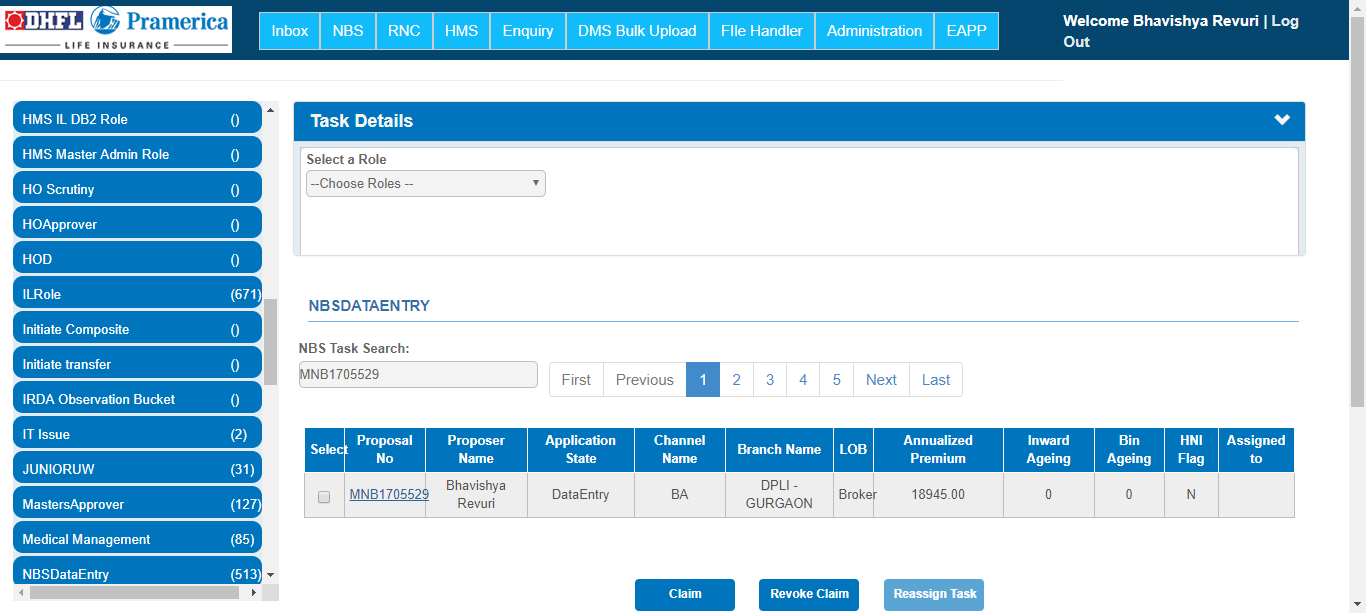 DHFL Pramerica
LIFE INSURANCE
Inbox NBS RNC HMS Enquiry DMS Bulk Upload FIle Handler Administration EAPP
Welcome Bhavishya Revuri | Log
Out
HMS IL DB2 Role ()
HMS Master Admin Role ()
HO Scrutiny ()
HOApprover ()
HOD ()
ILRole (671)
Initiate Composite ()
Initiate transfer ()
IRDA Observation Bucket ()
IT Issue (2)
JUNIORUW (31)
MastersApprover (127)
Medical Management (85)
NBSDataEntry (513)
Task Details
Select a Role
--Choose Roles --
NBSDATAENTRY
NBS Task Search:
MNB1705529
First Previous 1 2 3 4 5 Next Last
Select Proposal No Proposer Name Application State Channel Name Branch Name LOB Annualized Premium Inward Ageing Bin Ageing HNI Flag Assigned to
MNB1705529 Bhavishya Revuri DataEntry BA DPLI - GURGAON Broker 18945.00 0 0 N
Claim Revoke Claim Reassign Task